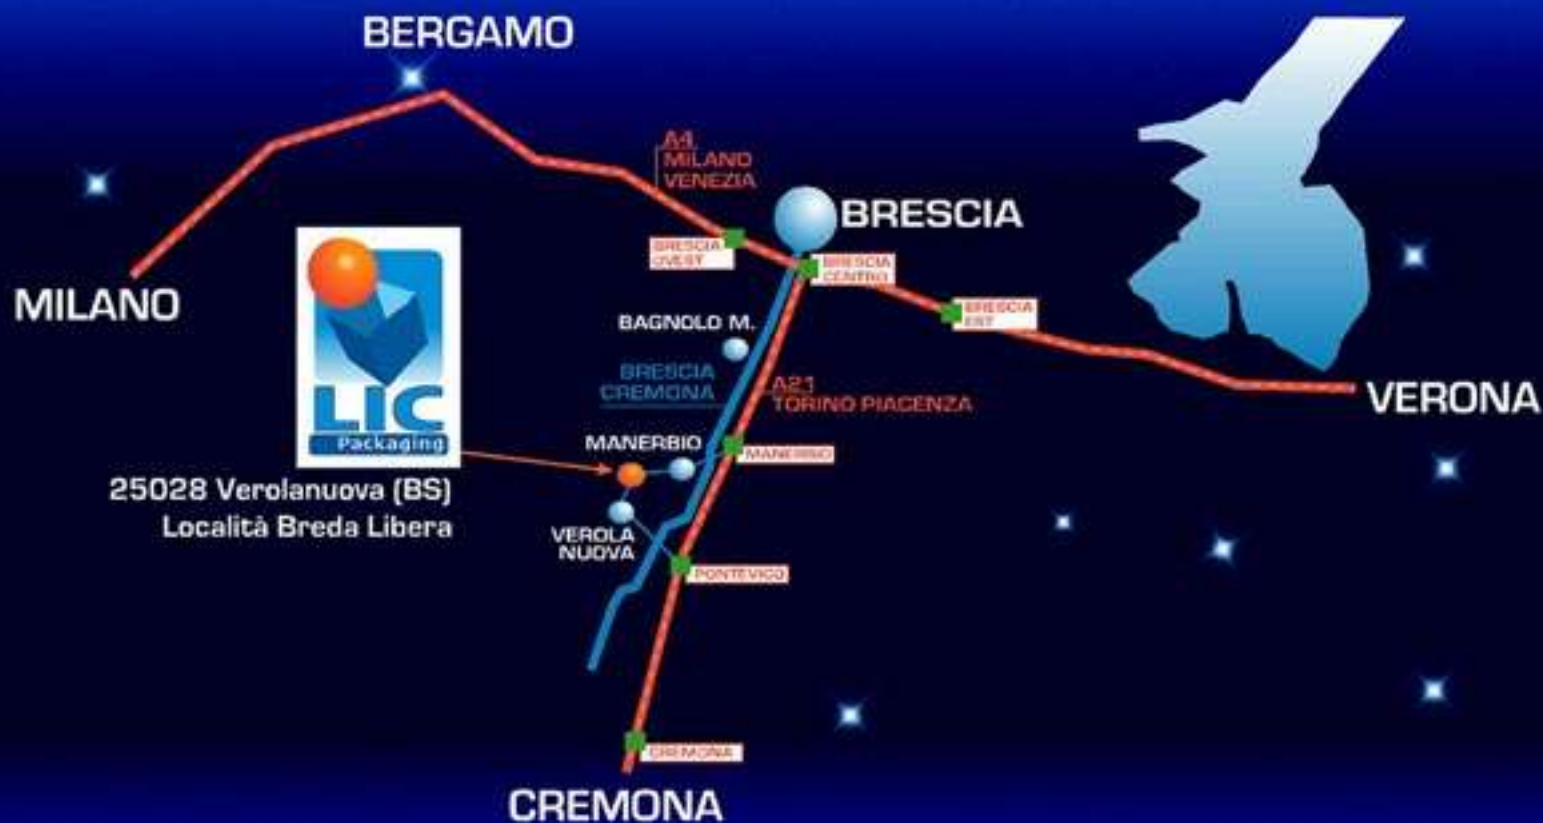 BERGAMO
A4
MILANO
VENEZIA
BRESCIA
BRESCIA
OVEST
BRESCIA
CENTRO
MILANO
BRESCIA
EST
BAGNOLO M.
BRESCIA
CREMONA
A21
TORINO PIACENZA
VERONA
LIC
Packaging
MANERBIO
MANERBIO
25028 Verolanuova (BS)
Località Breda Libera
VEROLA
NUOVA
PONTEVICO
CREMONA
CREMONA